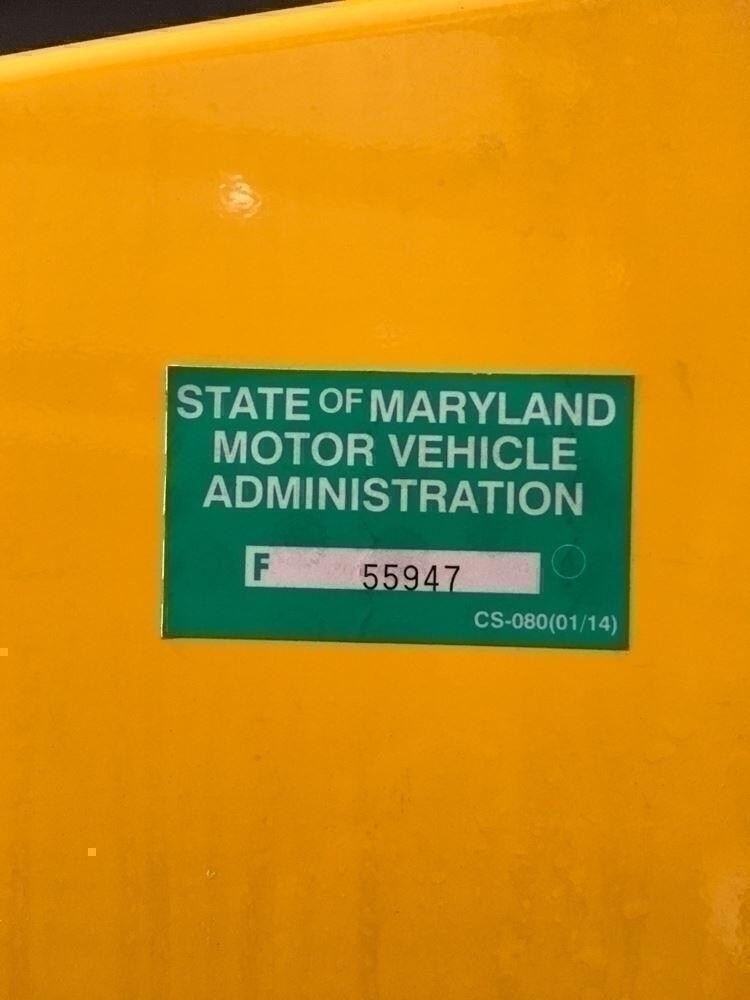 STATE OF MARYLAND
MOTOR VEHICLE
ADMINISTRATION
F 55947
CS-080(01/14)